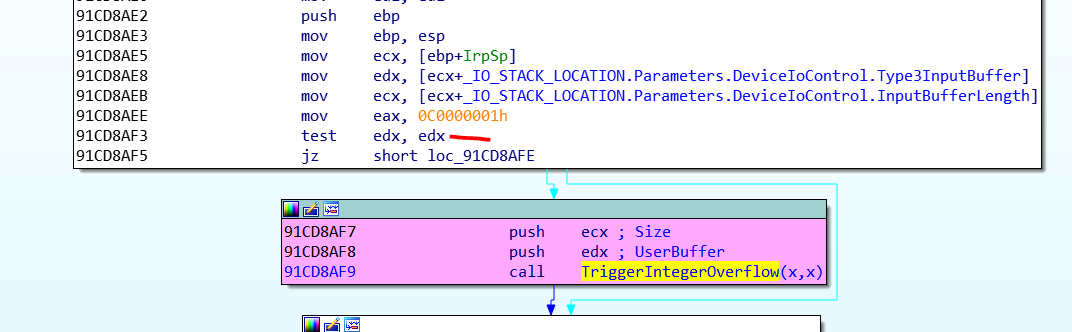 91CD8AE2 push ebp
91CD8AE3 mov ebp, esp
91CD8AE5 mov ecx, [ebp+IrpSp]
91CD8AE8 mov edx, [ecx+_IO_STACK_LOCATION.Parameters.DeviceIoControl.Type3InputBuffer]
91CD8AEB mov ecx, [ecx+_IO_STACK_LOCATION.Parameters.DeviceIoControl.InputBufferLength]
91CD8AEE mov eax, 0C0000001h
91CD8AF3 test edx, edx
91CD8AF5 jz short loc_91CD8AFE
91CD8AF7 push ecx ; Size
91CD8AF8 push edx ; UserBuffer
91CD8AF9 call TriggerIntegerOverflow(x,x)